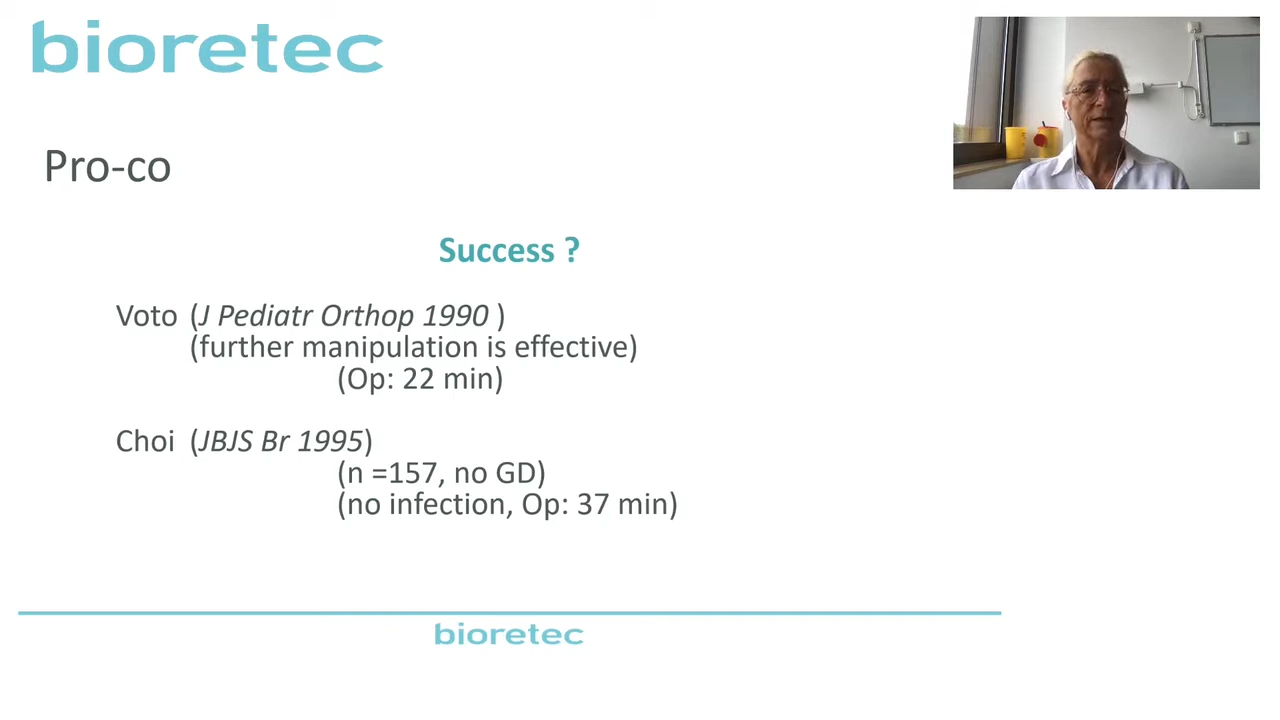 bioretec
Pro-co
Success ?
Voto (J Pediatr Orthop 1990 )
(further manipulation is effective)
(Op: 22 min)
Choi (JBJS Br 1995)
(n =157, no GD)
(no infection, Op: 37 min)
bioretec